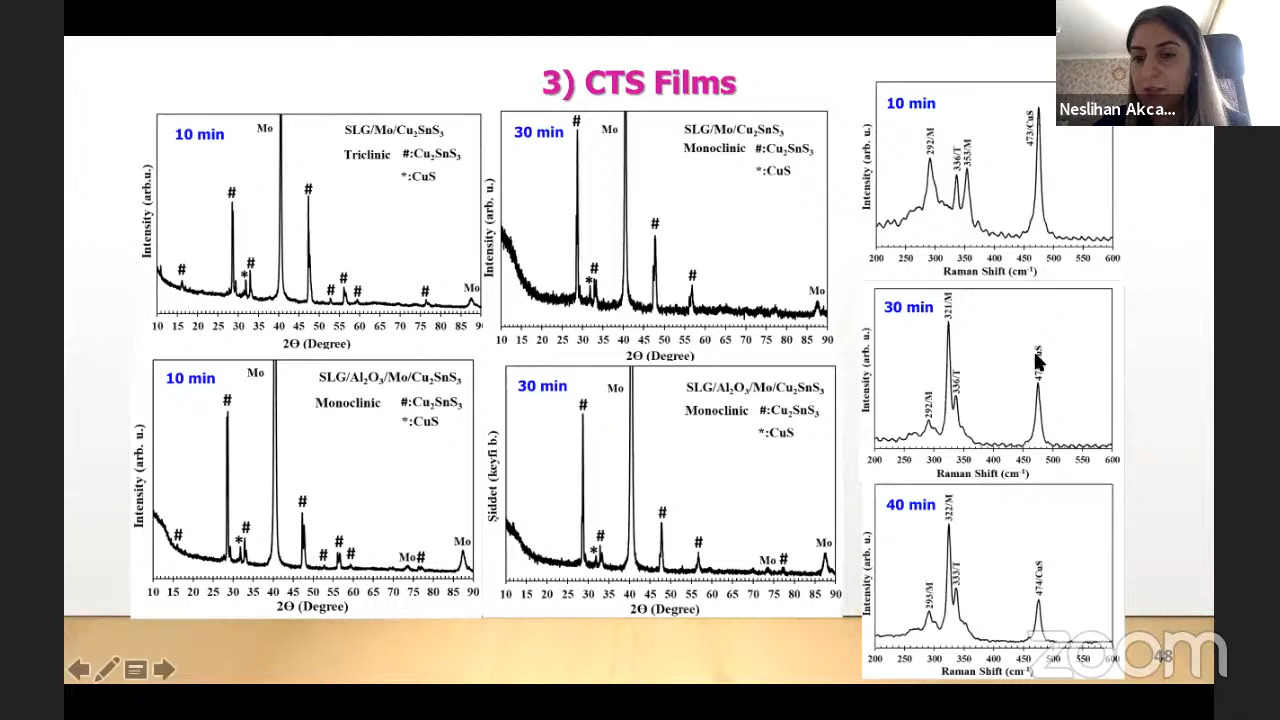 3) CTS Films
Neslihan Akca...
10 min
Mo
SLG/Mo/Cu₂SnS₃
Triclinic #:Cu₂SnS₃
*:CuS
#
#
*
#
#
#
#
#
#
Mo
Intensity (arb.u.)
10 15 20 25 30 35 40 45 50 55 60 65 70 75 80 85 90
2Θ (Degree)
30 min
Mo
SLG/Mo/Cu₂SnS₃
Monoclinic #:Cu₂SnS₃
*:CuS
#
*
#
#
#
Mo
Intensity (arb. u.)
10 15 20 25 30 35 40 45 50 55 60 65 70 75 80 85 90
2Θ (Degree)
10 min
292/M
336/T
353/M
473/CuS
Intensity (arb. u.)
200 250 300 350 400 450 500 550 600
Raman Shift (cm⁻¹)
30 min
292/M
321/M
336/T
Intensity (arb. u.)
200 250 300 350 400 450 500 550 600
Raman Shift (cm⁻¹)
10 min
Mo
SLG/Al₂O₃/Mo/Cu₂SnS₃
Monoclinic #:Cu₂SnS₃
*:CuS
#
#
*
#
#
#
#
#
Mo
#
Mo
Intensity (arb. u.)
10 15 20 25 30 35 40 45 50 55 60 65 70 75 80 85 90
2Θ (Degree)
30 min
Mo
SLG/Al₂O₃/Mo/Cu₂SnS₃
Monoclinic #:Cu₂SnS₃
*:CuS
#
*
#
#
#
Mo
#
Mo
Şiddet (keyfi b.)
10 15 20 25 30 35 40 45 50 55 60 65 70 75 80 85 90
2Θ (Degree)
40 min
293/M
322/M
333/T
474/CuS
Intensity (arb. u.)
200 250 300 350 400 450 500 550 600
Raman Shift (cm⁻¹)
zoom
48